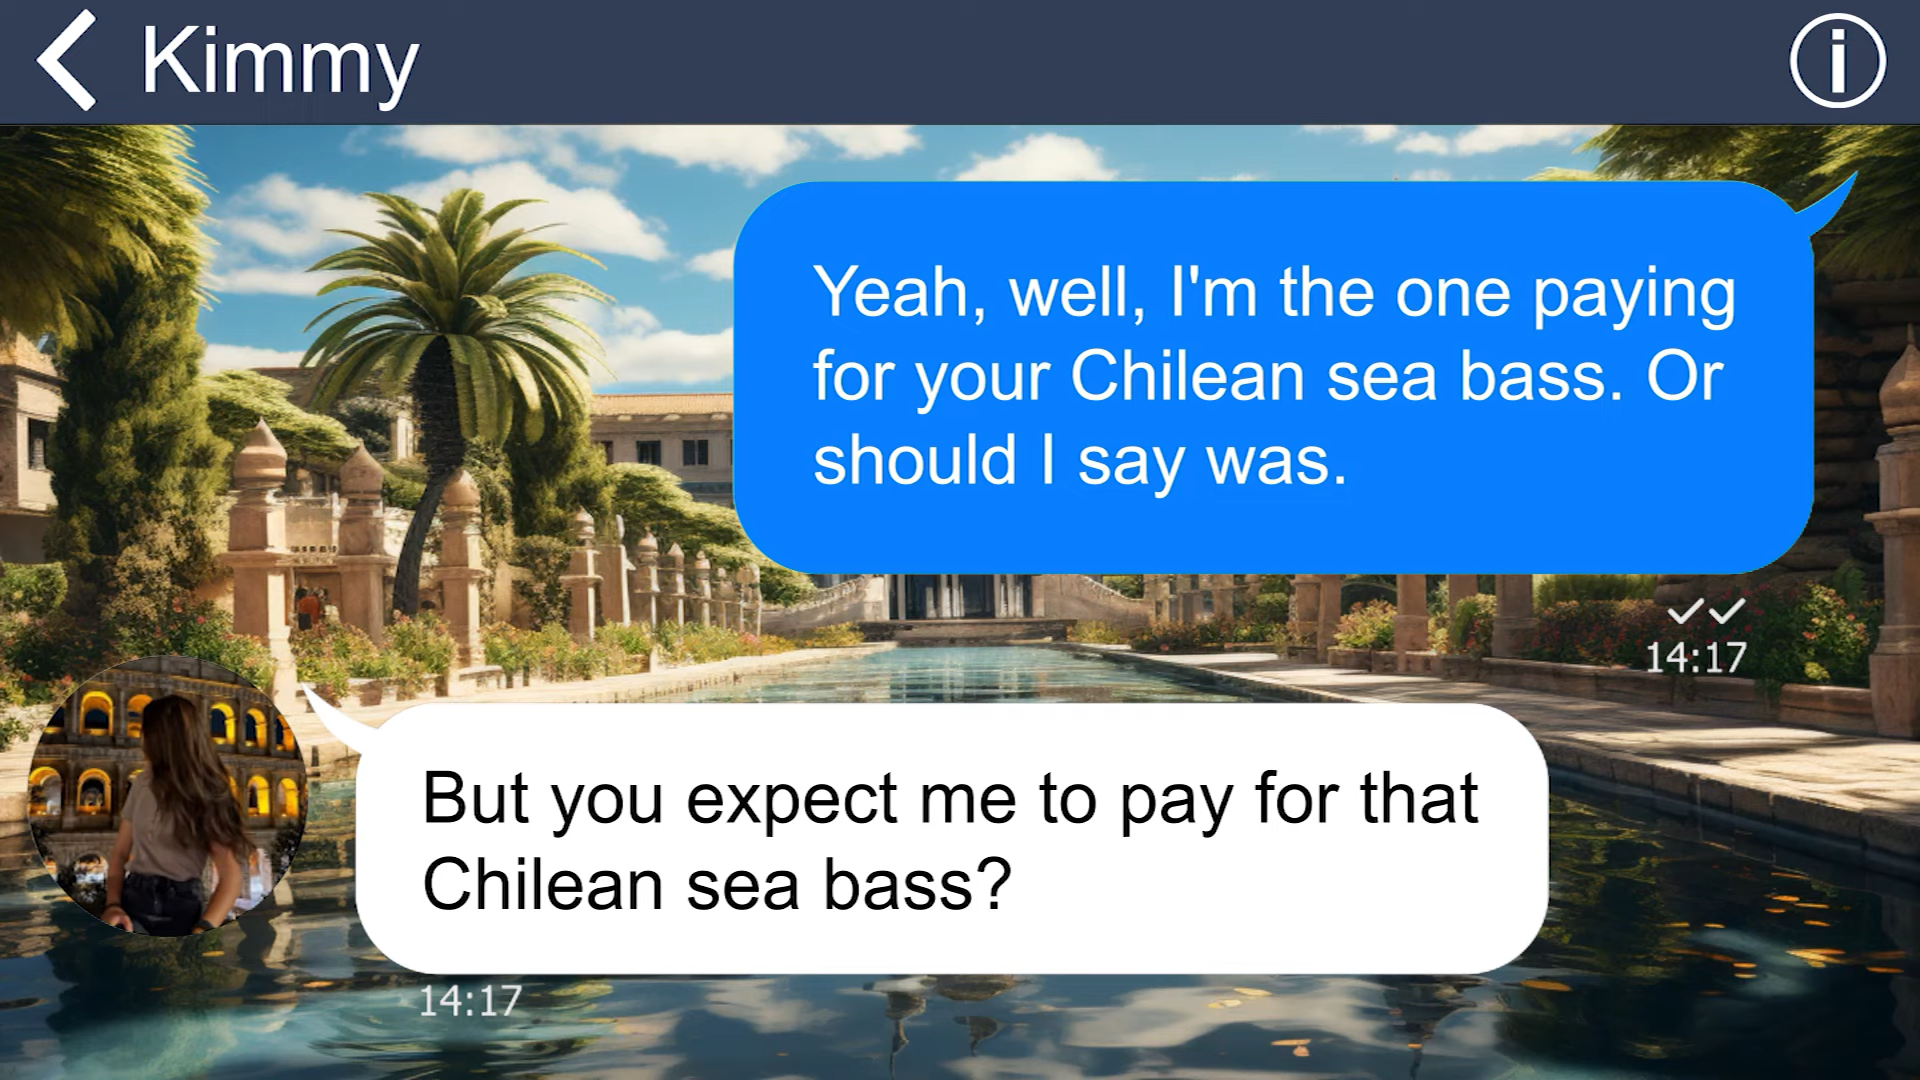 Kimmy
Yeah, well, I'm the one paying
for your Chilean sea bass. Or
should I say was.
14:17
But you expect me to pay for that
Chilean sea bass?
14:17